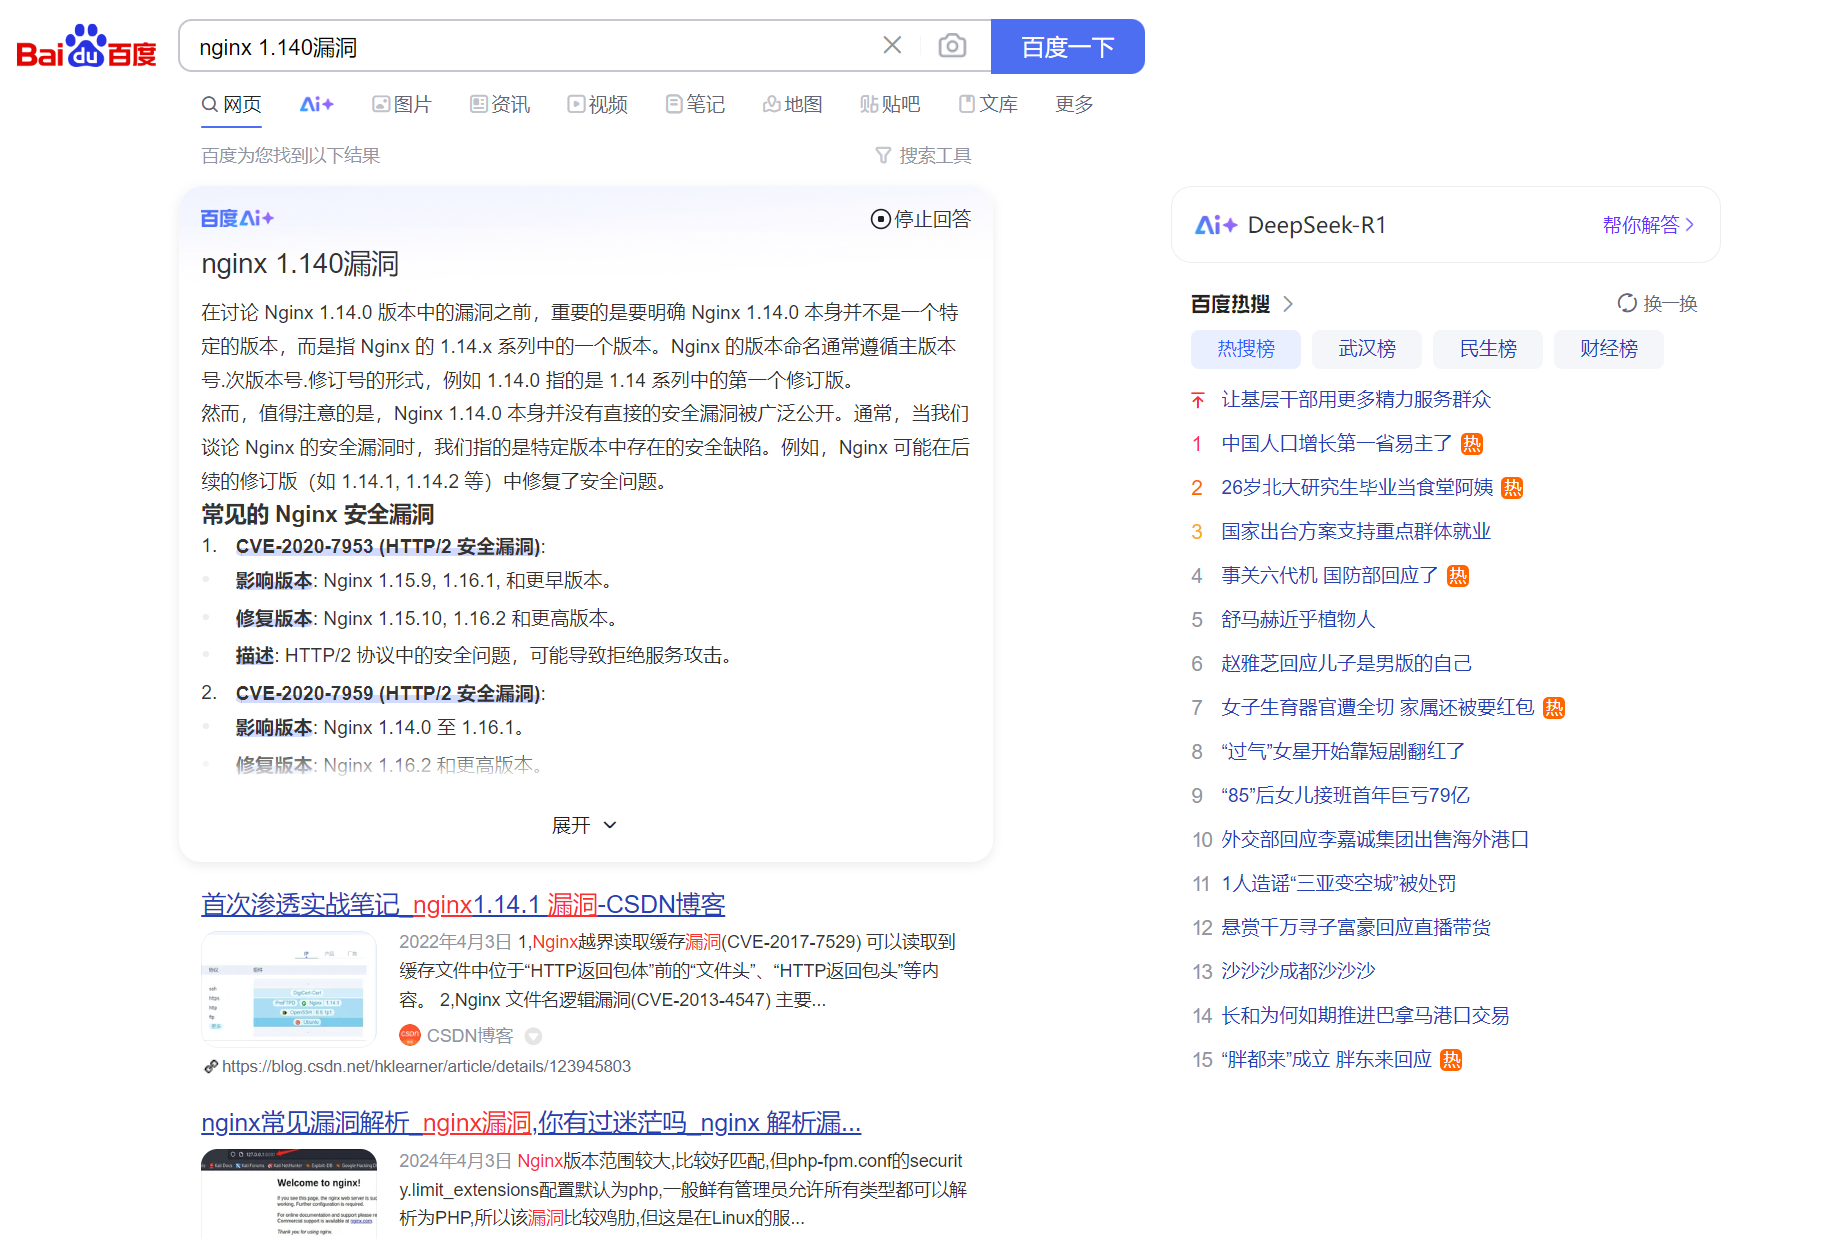 Bai du 百度
nginx 1.140漏洞
百度一下
网页 Ai+ 图片 资讯 视频 笔记 地图 贴吧 文库 更多
百度为您找到以下结果
搜索工具
百度Ai+
停止回答
nginx 1.140漏洞
在讨论 Nginx 1.14.0 版本中的漏洞之前，重要的是要明确 Nginx 1.14.0 本身并不是一个特
定的版本，而是指 Nginx 的 1.14.x 系列中的一个版本。Nginx 的版本命名通常遵循主版本
号.次版本号.修订号的形式，例如 1.14.0 指的是 1.14 系列中的第一个修订版。
然而，值得注意的是，Nginx 1.14.0 本身并没有直接的安全漏洞被广泛公开。通常，当我们
谈论 Nginx 的安全漏洞时，我们指的是特定版本中存在的安全缺陷。例如，Nginx 可能在后
续的修订版（如 1.14.1, 1.14.2 等）中修复了安全问题。
常见的 Nginx 安全漏洞
1. CVE-2020-7953 (HTTP/2 安全漏洞):
影响版本: Nginx 1.15.9, 1.16.1, 和更早版本。
修复版本: Nginx 1.15.10, 1.16.2 和更高版本。
描述: HTTP/2 协议中的安全问题，可能导致拒绝服务攻击。
2. CVE-2020-7959 (HTTP/2 安全漏洞):
影响版本: Nginx 1.14.0 至 1.16.1。
修复版本: Nginx 1.16.2 和更高版本。
展开
首次渗透实战笔记_nginx1.14.1 漏洞-CSDN博客
2022年4月3日 1,Nginx越界读取缓存漏洞(CVE-2017-7529) 可以读取到
缓存文件中位于“HTTP返回包体”前的“文件头”、“HTTP返回包头”等内
容。 2,Nginx 文件名逻辑漏洞(CVE-2013-4547) 主要...
CSDN博客
https://blog.csdn.net/hklearner/article/details/123945803
nginx常见漏洞解析_nginx漏洞,你有过迷茫吗_nginx 解析漏...
Welcome to nginx!
2024年4月3日 Nginx版本范围较大,比较好匹配,但php-fpm.conf的securit
y.limit_extensions配置默认为php,一般鲜有管理员允许所有类型都可以解
析为PHP,所以该漏洞比较鸡肋,但这是在Linux的服...
Ai+ DeepSeek-R1
帮你解答
百度热搜
换一换
热搜榜 武汉榜 民生榜 财经榜
让基层干部用更多精力服务群众
1 中国人口增长第一省易主了 热
2 26岁北大研究生毕业当食堂阿姨 热
3 国家出台方案支持重点群体就业
4 事关六代机 国防部回应了 热
5 舒马赫近乎植物人
6 赵雅芝回应儿子是男版的自己
7 女子生育器官遭全切 家属还被要红包 热
8 “过气”女星开始靠短剧翻红了
9 “85”后女儿接班首年巨亏79亿
10 外交部回应李嘉诚集团出售海外港口
11 1人造谣“三亚变空城”被处罚
12 悬赏千万寻子富豪回应直播带货
13 沙沙沙成都沙沙沙
14 长和为何如期推进巴拿马港口交易
15 “胖都来”成立 胖东来回应 热